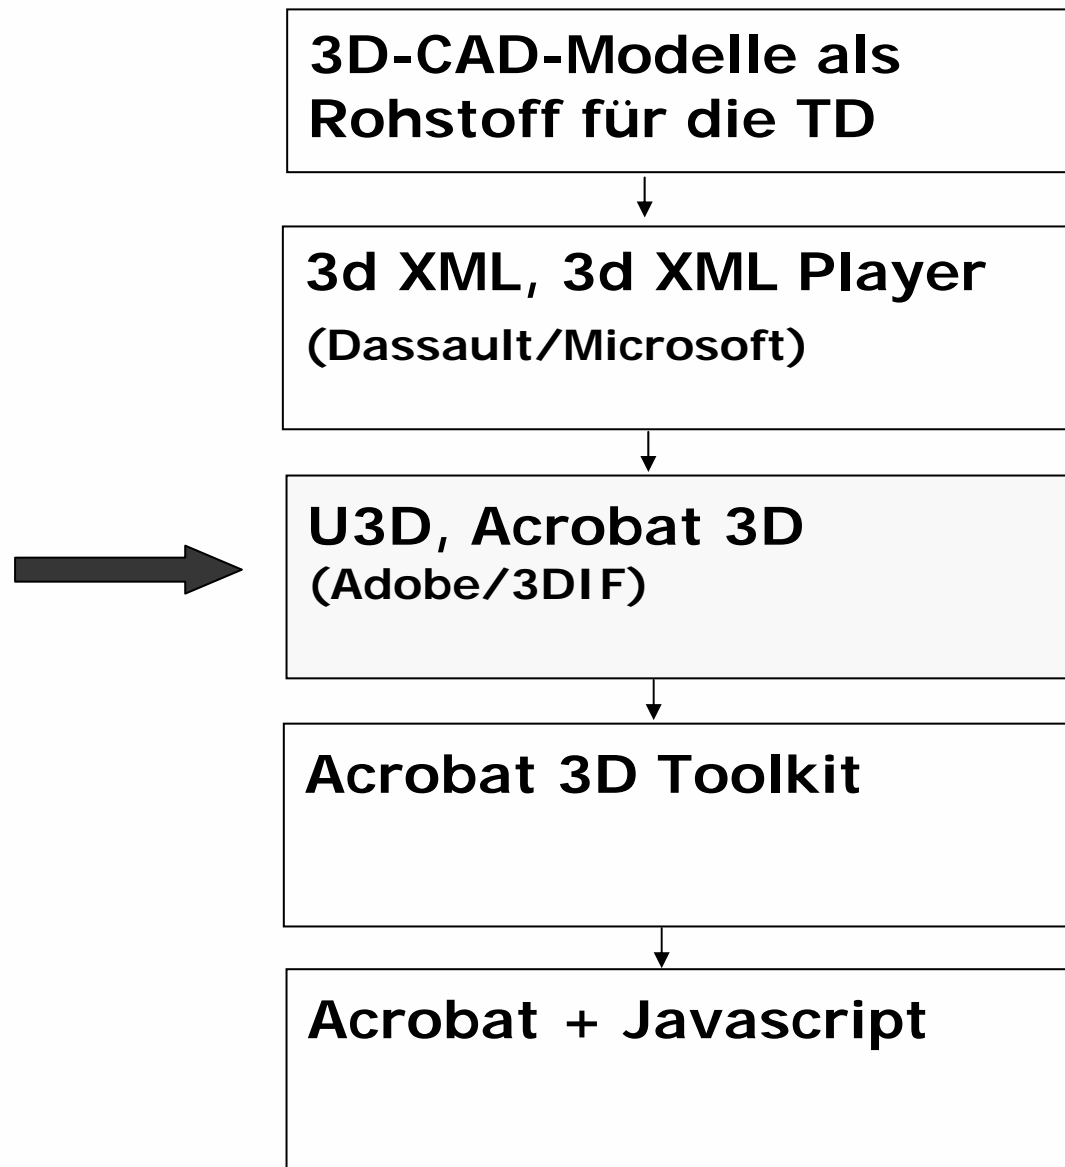 3D-CAD-Modelle als
Rohstoff für die TD
3d XML, 3d XML Player
(Dassault/Microsoft)
U3D, Acrobat 3D
(Adobe/3DIF)
Acrobat 3D Toolkit
Acrobat + Javascript